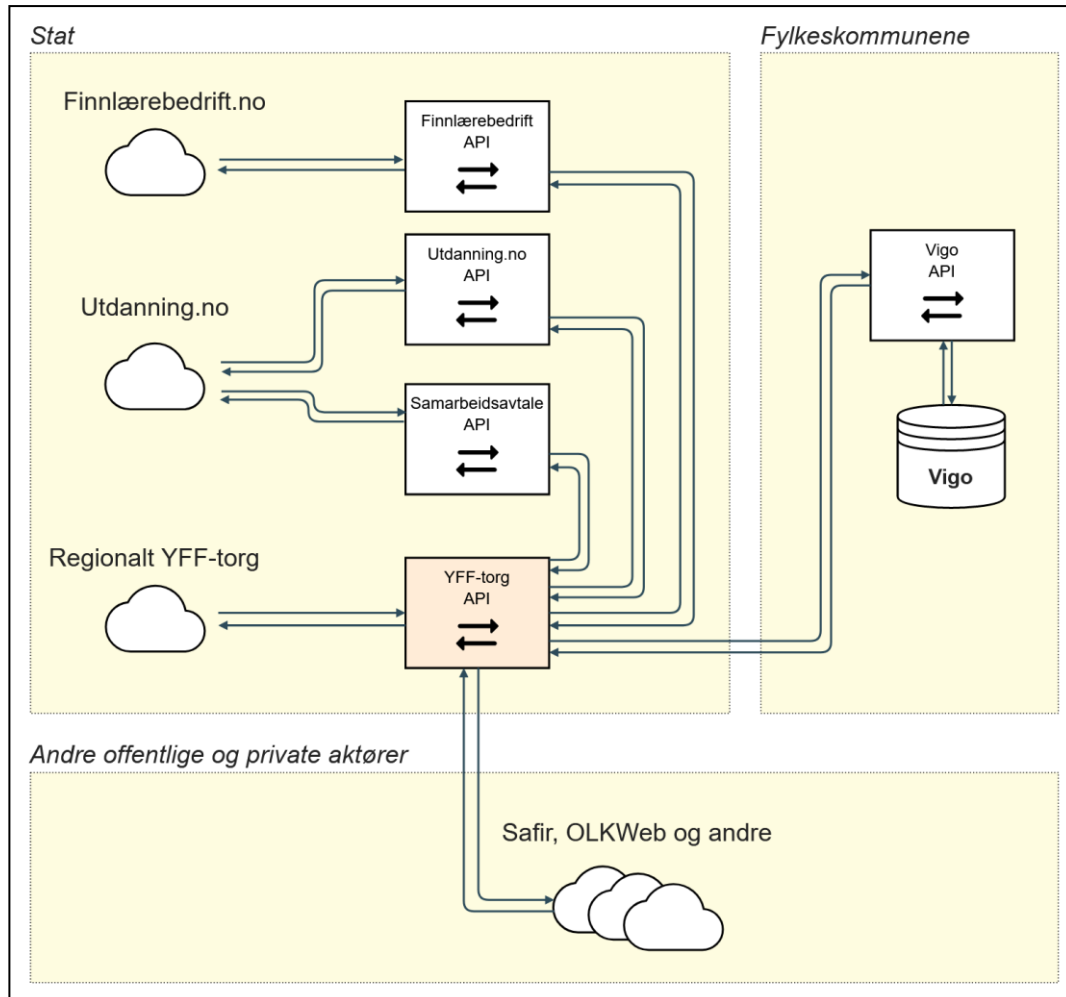 Stat
Fylkeskommunene
Finnlærebedrift.no
Finnlærebedrift
API
Utdanning.no
API
Utdanning.no
Samarbeidsavtale
API
Vigo
API
Vigo
Regionalt YFF-torg
YFF-torg
API
Andre offentlige og private aktører
Safir, OLKWeb og andre